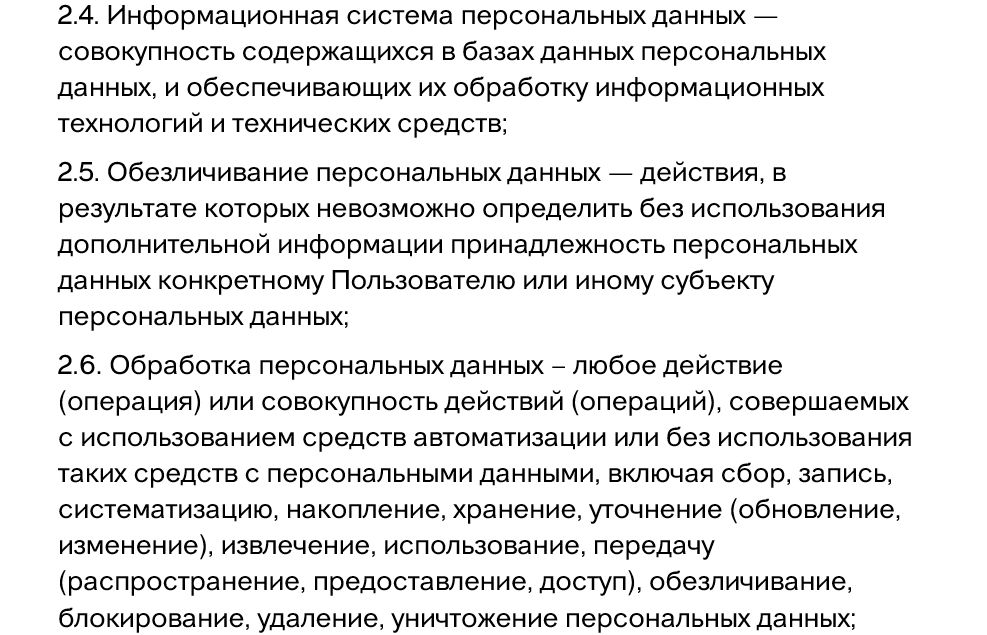 2.4. Информационная система персональных данных —
совокупность содержащихся в базах данных персональных
данных, и обеспечивающих их обработку информационных
технологий и технических средств;
2.5. Обезличивание персональных данных — действия, в
результате которых невозможно определить без использования
дополнительной информации принадлежность персональных
данных конкретному Пользователю или иному субъекту
персональных данных;
2.6. Обработка персональных данных – любое действие
(операция) или совокупность действий (операций), совершаемых
с использованием средств автоматизации или без использования
таких средств с персональными данными, включая сбор, запись,
систематизацию, накопление, хранение, уточнение (обновление,
изменение), извлечение, использование, передачу
(распространение, предоставление, доступ), обезличивание,
блокирование, удаление, уничтожение персональных данных;